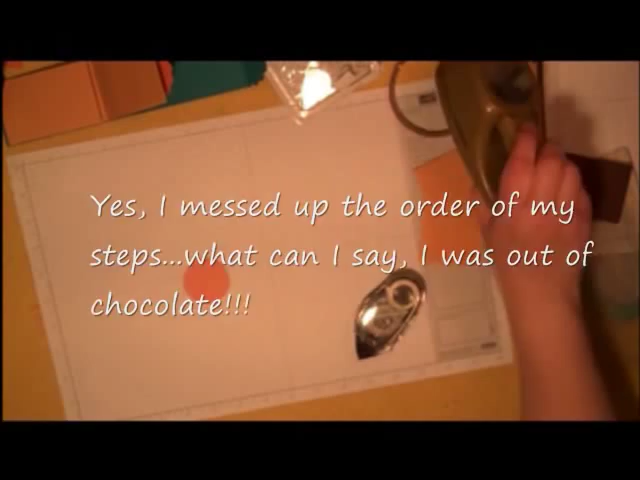 Yes, I messed up the order of my
steps...what can I say, I was out of
chocolate!!!